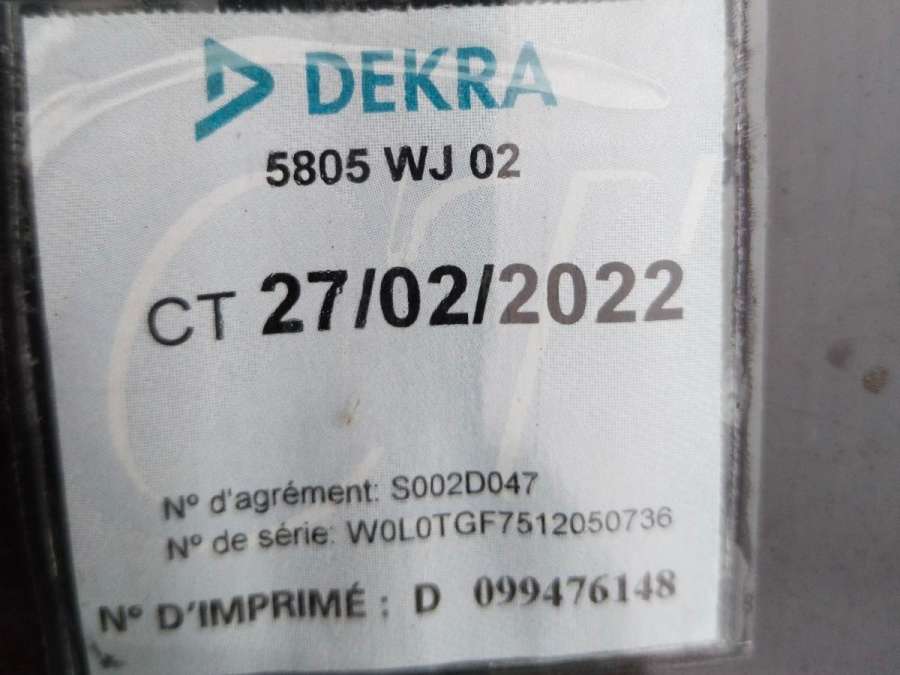 DEKRA
5805 WJ 02
CT 27/02/2022
N° d'agrément: S002D047
N° de série: W0L0TGF7512050736
N° D'IMPRIMÉ : D 099476148